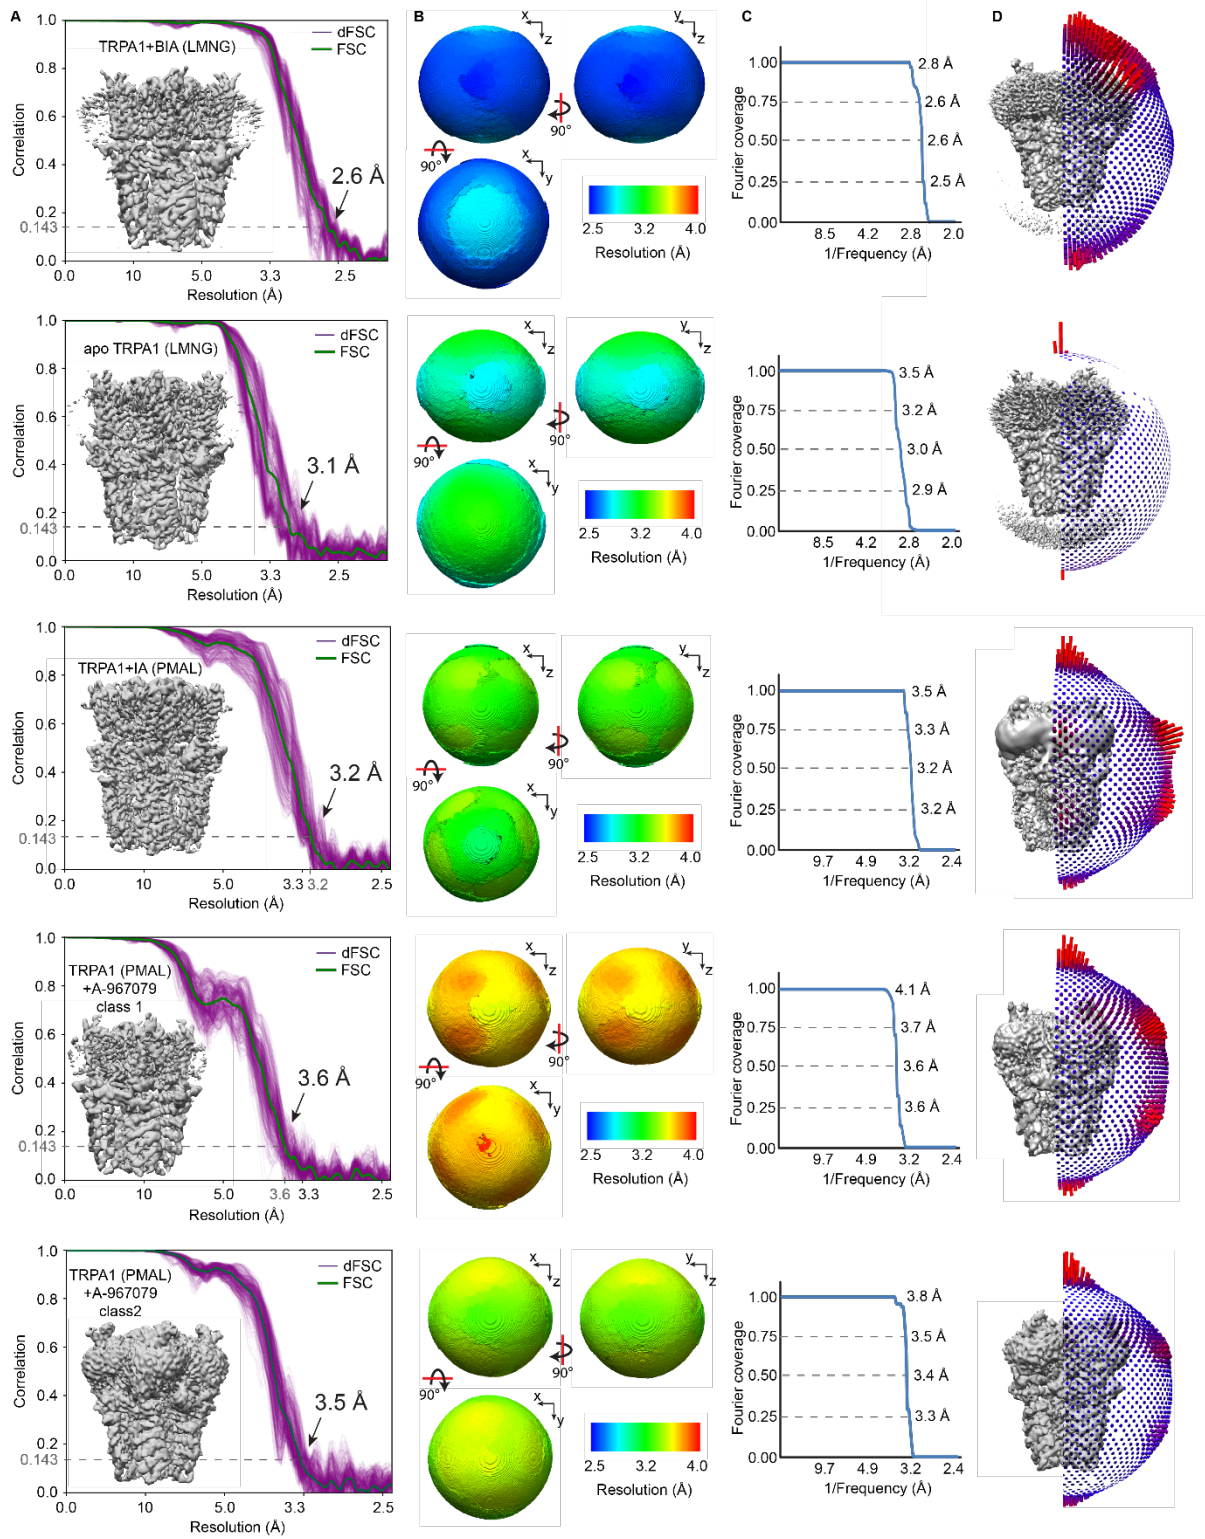 A
B
C
D
Correlation
1.0
0.8
0.6
0.4
0.2
0.143
0.0
TRPA1+BIA (LMNG)
dFSC
FSC
2.6 Å
0.0
10
5.0
3.3
2.5
Resolution (Å)
x
z
y
z
90°
90°
x
y
2.5
3.2
4.0
Resolution (Å)
Fourier coverage
1.00
0.75
0.50
0.25
0.00
2.8 Å
2.6 Å
2.6 Å
2.5 Å
8.5
4.2
2.8
2.0
1/Frequency (Å)
Correlation
1.0
0.8
0.6
0.4
0.2
0.143
0.0
apo TRPA1 (LMNG)
dFSC
FSC
3.1 Å
0.0
10
5.0
3.3
2.5
Resolution (Å)
x
z
y
z
90°
90°
x
y
2.5
3.2
4.0
Resolution (Å)
Fourier coverage
1.00
0.75
0.50
0.25
0.00
3.5 Å
3.2 Å
3.0 Å
2.9 Å
8.5
4.2
2.8
2.0
1/Frequency (Å)
Correlation
1.0
0.8
0.6
0.4
0.2
0.143
0.0
TRPA1+IA (PMAL)
dFSC
FSC
3.2 Å
0.0
10
5.0
3.3
3.2
2.5
Resolution (Å)
x
z
y
z
90°
90°
x
y
2.5
3.2
4.0
Resolution (Å)
Fourier coverage
1.00
0.75
0.50
0.25
0.00
3.5 Å
3.3 Å
3.2 Å
3.2 Å
9.7
4.9
3.2
2.4
1/Frequency (Å)
Correlation
1.0
0.8
0.6
0.4
0.2
0.143
0.0
TRPA1 (PMAL)
+A-967079
class 1
dFSC
FSC
3.6 Å
0.0
10
5.0
3.6
3.3
2.5
Resolution (Å)
x
z
y
z
90°
90°
x
y
2.5
3.2
4.0
Resolution (Å)
Fourier coverage
1.00
0.75
0.50
0.25
0.00
4.1 Å
3.7 Å
3.6 Å
3.6 Å
9.7
4.9
3.2
2.4
1/Frequency (Å)
Correlation
1.0
0.8
0.6
0.4
0.2
0.143
0.0
TRPA1 (PMAL)
+A-967079
class2
dFSC
FSC
3.5 Å
0.0
10
5.0
3.3
2.5
Resolution (Å)
x
z
y
z
90°
90°
x
y
2.5
3.2
4.0
Resolution (Å)
Fourier coverage
1.00
0.75
0.50
0.25
0.00
3.8 Å
3.5 Å
3.4 Å
3.3 Å
9.7
4.9
3.2
2.4
1/Frequency (Å)